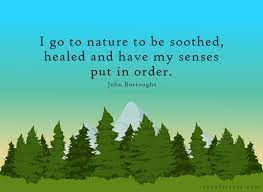 I go to nature to be soothed,
healed and have my senses
put in order.
John Burroughs